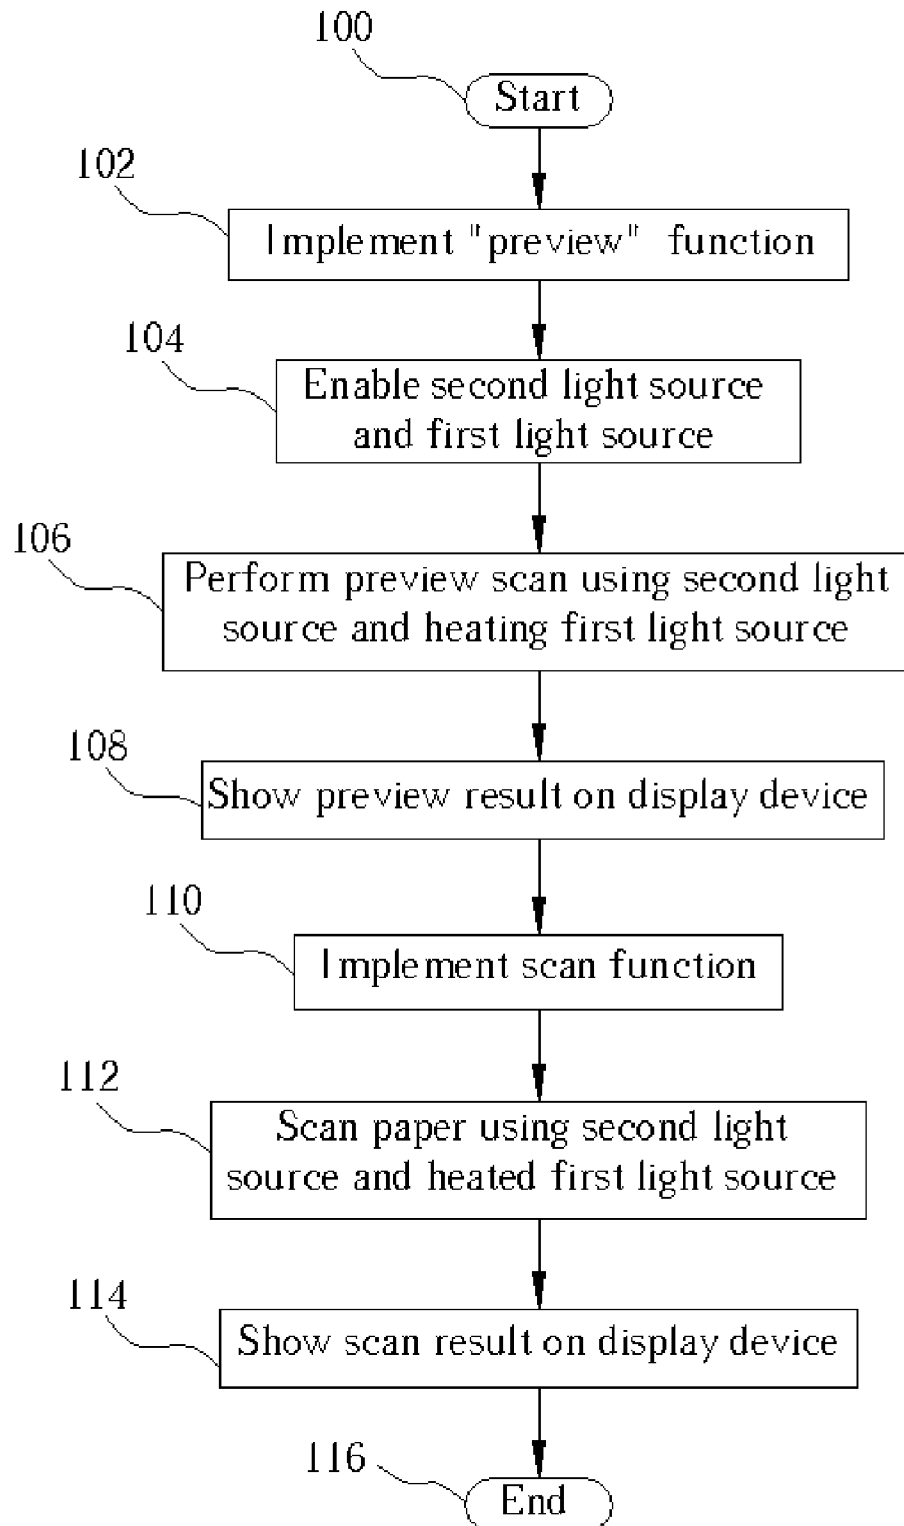 100
Start
102
Implement "preview" function
104
Enable second light source
and first light source
106
Perform preview scan using second light
source and heating first light source
108
Show preview result on display device
110
Implement scan function
112
Scan paper using second light
source and heated first light source
114
Show scan result on display device
116
End